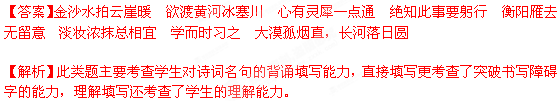 【答案】金沙水拍云崖暖　欲渡黄河冰塞川　心有灵犀一点通　绝知此事要躬行　衡阳雁去
无留意　淡妆浓抹总相宜　学而时习之　大漠孤烟直，长河落日圆
【解析】此类题主要考查学生对诗词名句的背诵填写能力，直接填写更考查了突破书写障碍
字的能力，理解填写还考查了学生的理解能力。